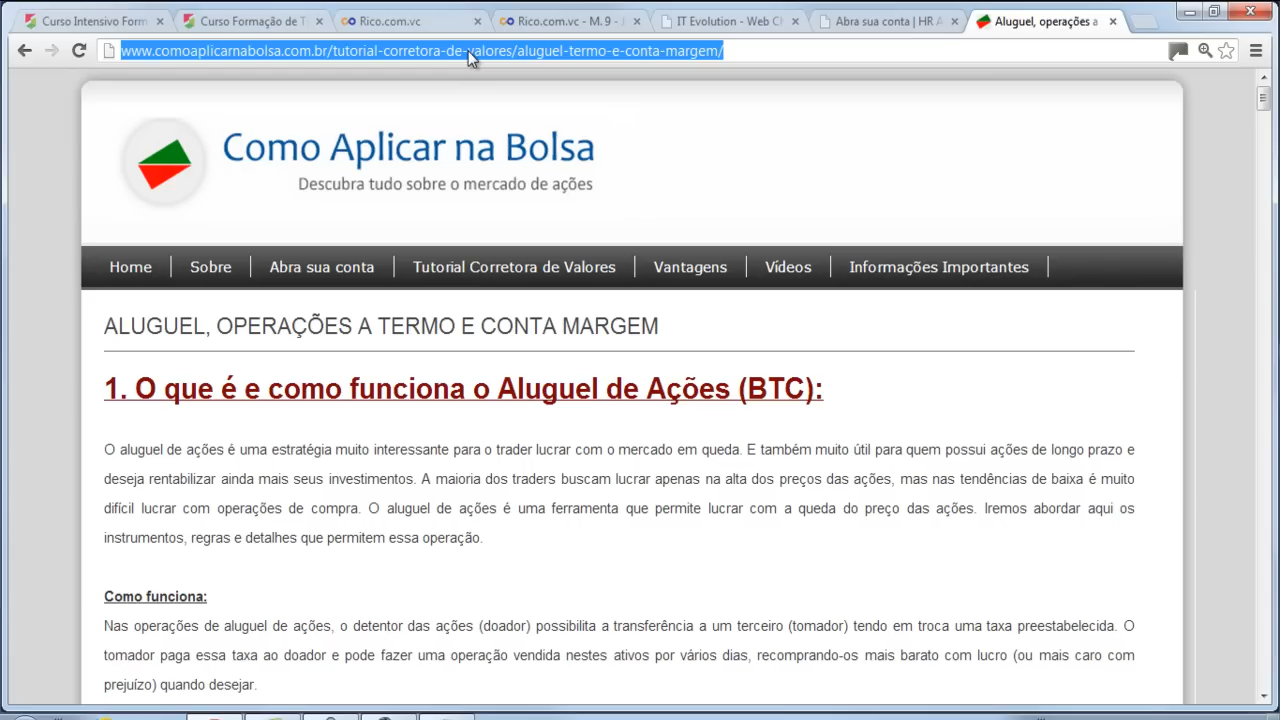 Curso Intensivo Form
Curso Formação de T
Rico.com.vc
Rico.com.vc - M. 9 -
IT Evolution - Web C
Abra sua conta | HR A
Aluguel, operações a
www.comoaplicarnabolsa.com.br/tutorial-corretora-de-valores/aluguel-termo-e-conta-margem/
Como Aplicar na Bolsa
Descubra tudo sobre o mercado de ações
Home
Sobre
Abra sua conta
Tutorial Corretora de Valores
Vantagens
Vídeos
Informações Importantes
ALUGUEL, OPERAÇÕES A TERMO E CONTA MARGEM
1. O que é e como funciona o Aluguel de Ações (BTC):
O aluguel de ações é uma estratégia muito interessante para o trader lucrar com o mercado em queda. E também muito útil para quem possui ações de longo prazo e
deseja rentabilizar ainda mais seus investimentos. A maioria dos traders buscam lucrar apenas na alta dos preços das ações, mas nas tendências de baixa é muito
difícil lucrar com operações de compra. O aluguel de ações é uma ferramenta que permite lucrar com a queda do preço das ações. Iremos abordar aqui os
instrumentos, regras e detalhes que permitem essa operação.
Como funciona:
Nas operações de aluguel de ações, o detentor das ações (doador) possibilita a transferência a um terceiro (tomador) tendo em troca uma taxa preestabelecida. O
tomador paga essa taxa ao doador e pode fazer uma operação vendida nestes ativos por vários dias, recomprando-os mais barato com lucro (ou mais caro com
prejuízo) quando desejar.